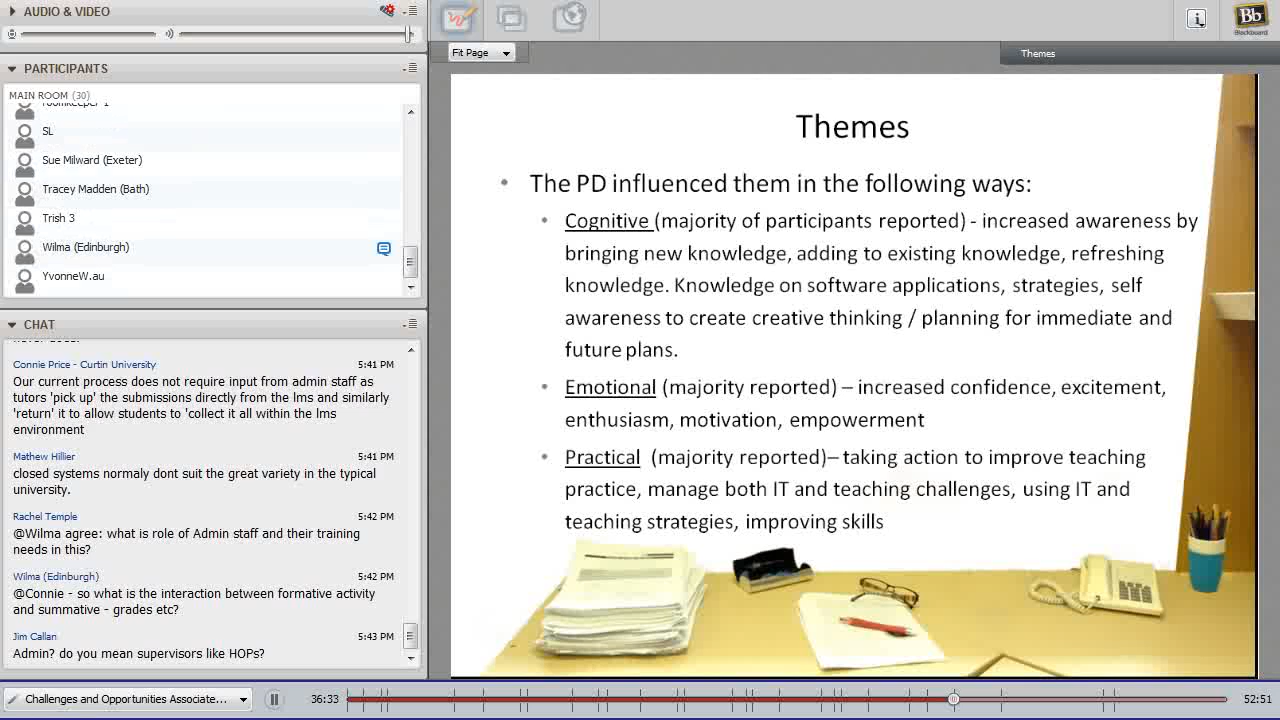 AUDIO & VIDEO
PARTICIPANTS
MAIN ROOM (30)
SL
Sue Milward (Exeter)
Tracey Madden (Bath)
Trish 3
Wilma (Edinburgh)
YvonneW.au
CHAT
Connie Price - Curtin University 5:41 PM
Our current process does not require input from admin staff as
tutors 'pick up' the submissions directly from the lms and similarly
'return' it to allow students to 'collect it all within the lms
environment
Mathew Hillier 5:41 PM
closed systems normaly dont suit the great variety in the typical
university.
Rachel Temple 5:42 PM
@Wilma agree: what is role of Admin staff and their training
needs in this?
Wilma (Edinburgh) 5:42 PM
@Connie - so what is the interaction between formative activity
and summative - grades etc?
Jim Callan 5:43 PM
Admin? do you mean supervisors like HOPs?
Fit Page
Themes
Bb
Blackboard
Themes
• The PD influenced them in the following ways:
• Cognitive (majority of participants reported) - increased awareness by
bringing new knowledge, adding to existing knowledge, refreshing
knowledge. Knowledge on software applications, strategies, self
awareness to create creative thinking / planning for immediate and
future plans.
• Emotional (majority reported) – increased confidence, excitement,
enthusiasm, motivation, empowerment
• Practical (majority reported)– taking action to improve teaching
practice, manage both IT and teaching challenges, using IT and
teaching strategies, improving skills
Challenges and Opportunities Associate...
36:33
52:51